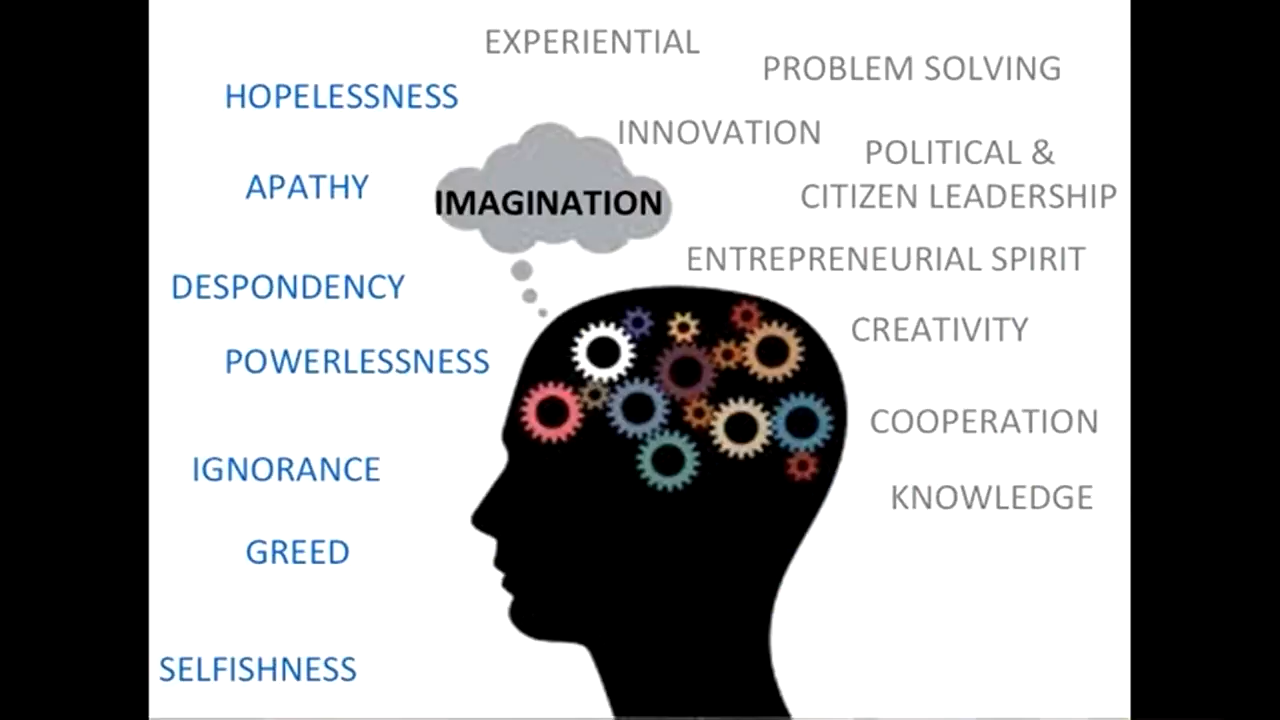 EXPERIENTIAL
PROBLEM SOLVING
HOPELESSNESS
INNOVATION
POLITICAL &
CITIZEN LEADERSHIP
APATHY
IMAGINATION
ENTREPRENEURIAL SPIRIT
DESPONDENCY
CREATIVITY
POWERLESSNESS
COOPERATION
IGNORANCE
KNOWLEDGE
GREED
SELFISHNESS